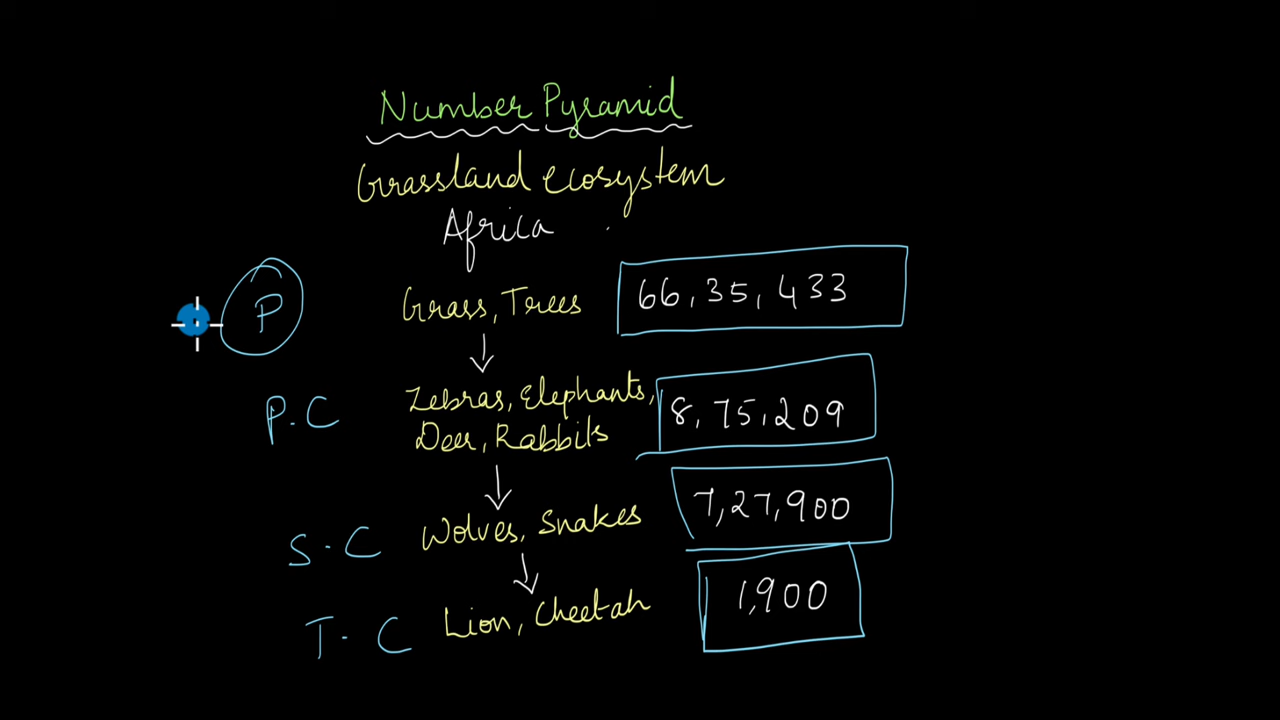 Number Pyramid
Grassland ecosystem
Africa
P Grass, Trees 66,35,433
P.C Zebras, Elephants, 8,75,209
Deer, Rabbits
S.C Wolves, Snakes 7,27,900
T.C Lion, Cheetah 1,900